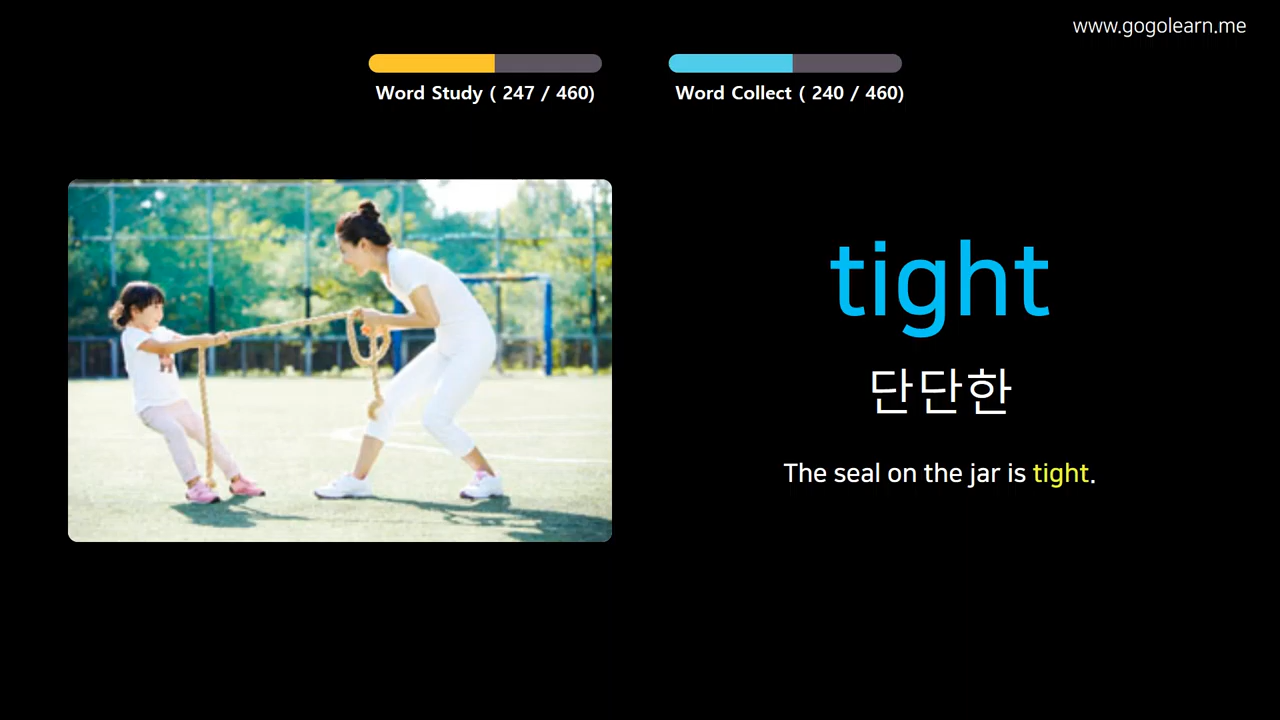 www.gogolearn.me
Word Study ( 247 / 460)
Word Collect ( 240 / 460)
tight
단단한
The seal on the jar is tight.